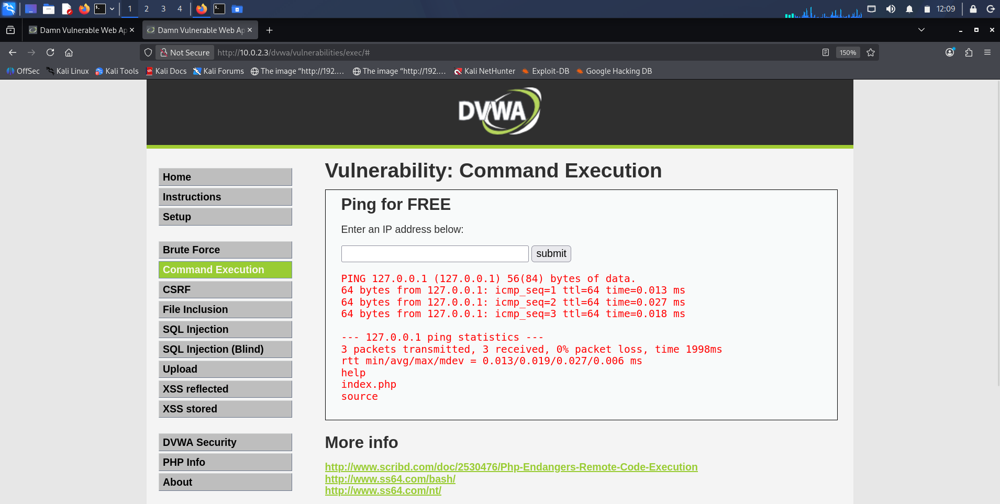 1 2 3 4 12:09
Damn Vulnerable Web Ap Damn Vulnerable Web Ap
Not Secure http://10.0.2.3/dvwa/vulnerabilities/exec/# 150%
OffSec Kali Linux Kali Tools Kali Docs Kali Forums The image “http://192.... The image “http://192.... Kali NetHunter Exploit-DB Google Hacking DB
DVWA
Home
Instructions
Setup
Brute Force
Command Execution
CSRF
File Inclusion
SQL Injection
SQL Injection (Blind)
Upload
XSS reflected
XSS stored
DVWA Security
PHP Info
About
Vulnerability: Command Execution
Ping for FREE
Enter an IP address below:
submit
PING 127.0.0.1 (127.0.0.1) 56(84) bytes of data.
64 bytes from 127.0.0.1: icmp_seq=1 ttl=64 time=0.013 ms
64 bytes from 127.0.0.1: icmp_seq=2 ttl=64 time=0.027 ms
64 bytes from 127.0.0.1: icmp_seq=3 ttl=64 time=0.018 ms
--- 127.0.0.1 ping statistics ---
3 packets transmitted, 3 received, 0% packet loss, time 1998ms
rtt min/avg/max/mdev = 0.013/0.019/0.027/0.006 ms
help
index.php
source
More info
http://www.scribd.com/doc/2530476/Php-Endangers-Remote-Code-Execution
http://www.ss64.com/bash/
http://www.ss64.com/nt/